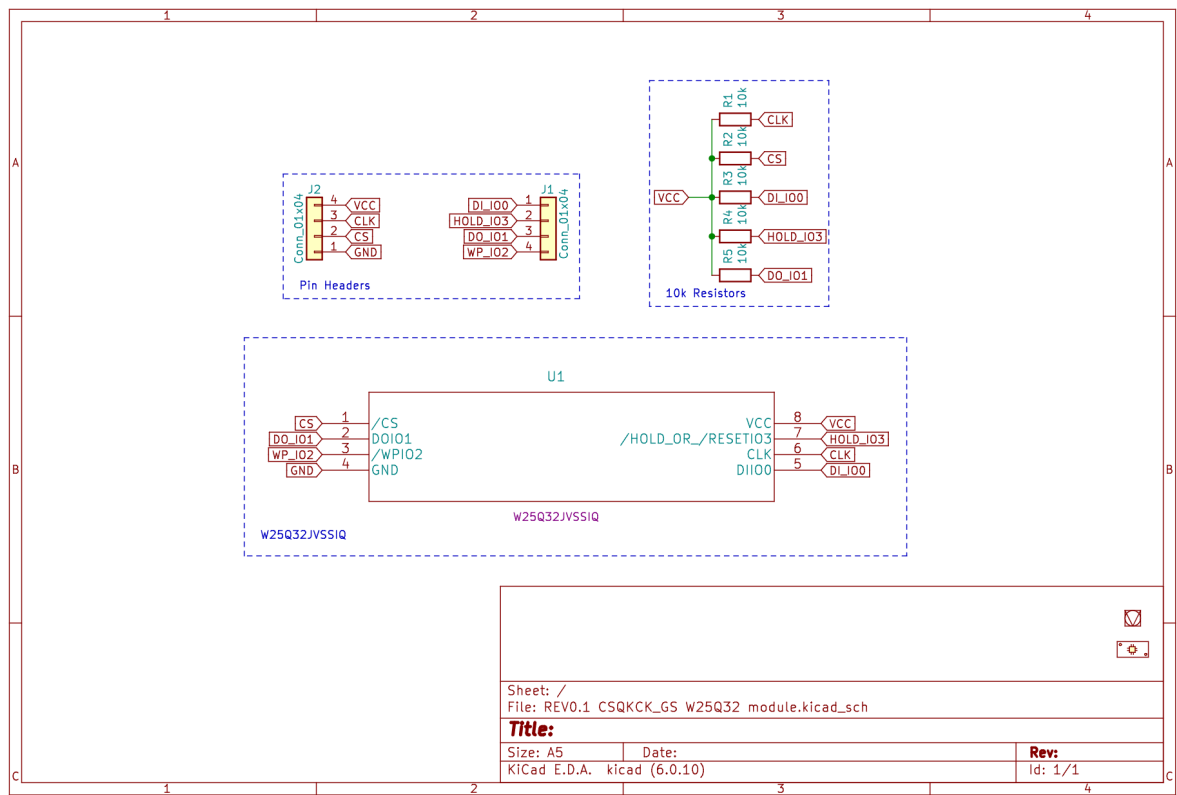 1 2 3 4
A A
B B
C C
R1
10k
CLK
R2
10k
CS
R3
10k
VCC
DI_IO0
R4
10k
HOLD_IO3
R5
10k
DO_IO1
10k Resistors
J2
Conn_01x04
4 VCC
3 CLK
2 CS
1 GND
J1
Conn_01x04
DI_IO0 1
HOLD_IO3 2
DO_IO1 3
WP_IO2 4
Pin Headers
U1
CS 1 /CS VCC 8 VCC
DO_IO1 2 DOIO1 /HOLD_OR_/RESETIO3 7 HOLD_IO3
WP_IO2 3 /WPIO2 CLK 6 CLK
GND 4 GND DIIO0 5 DI_IO0
W25Q32JVSSIQ
W25Q32JVSSIQ
Sheet: /
File: REV0.1 CSQKCK_GS W25Q32 module.kicad_sch
Title:
Size: A5 Date: Rev:
KiCad E.D.A. kicad (6.0.10) Id: 1/1
1 2 3 4